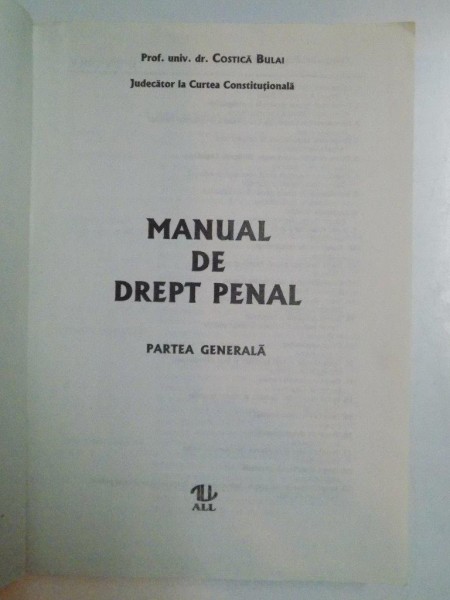 Prof. univ. dr. COSTICĂ BULAI
Judecător la Curtea Constituțională
MANUAL
DE
DREPT PENAL
PARTEA GENERALĂ
ALL